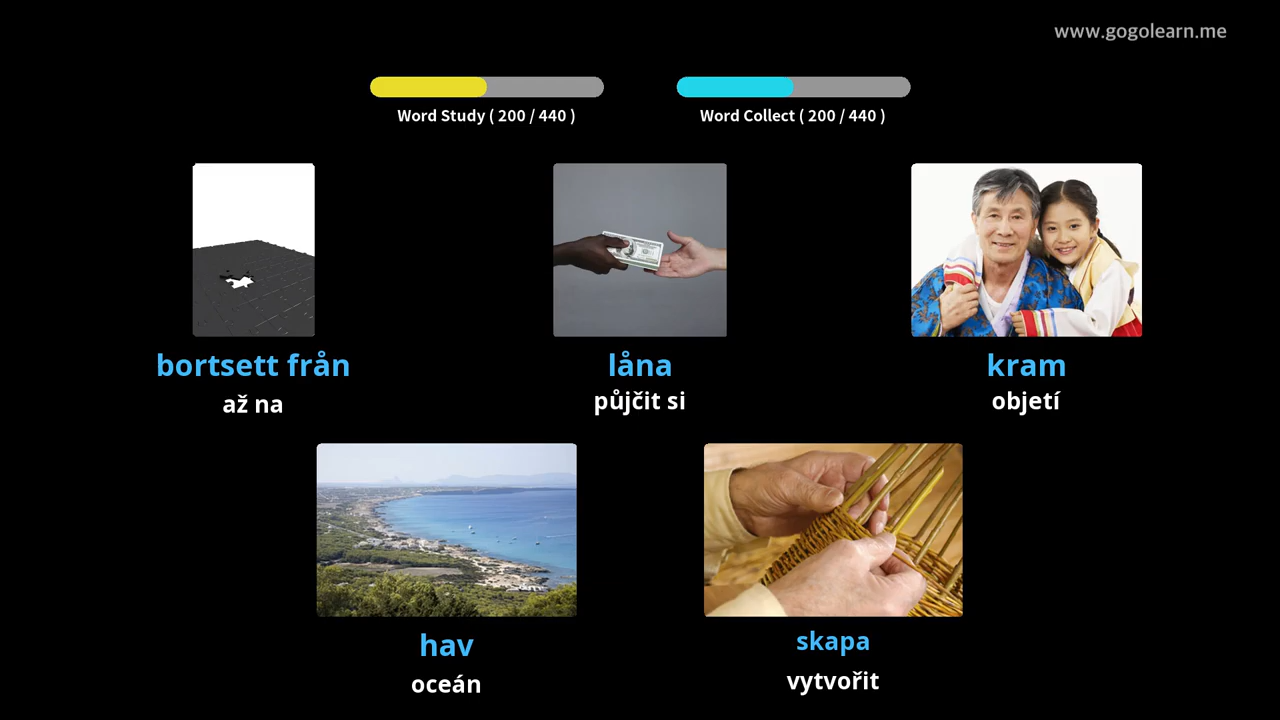 www.gogolearn.me
Word Study ( 200 / 440 )
Word Collect ( 200 / 440 )
bortsett från
až na
låna
půjčit si
kram
objetí
hav
oceán
skapa
vytvořit